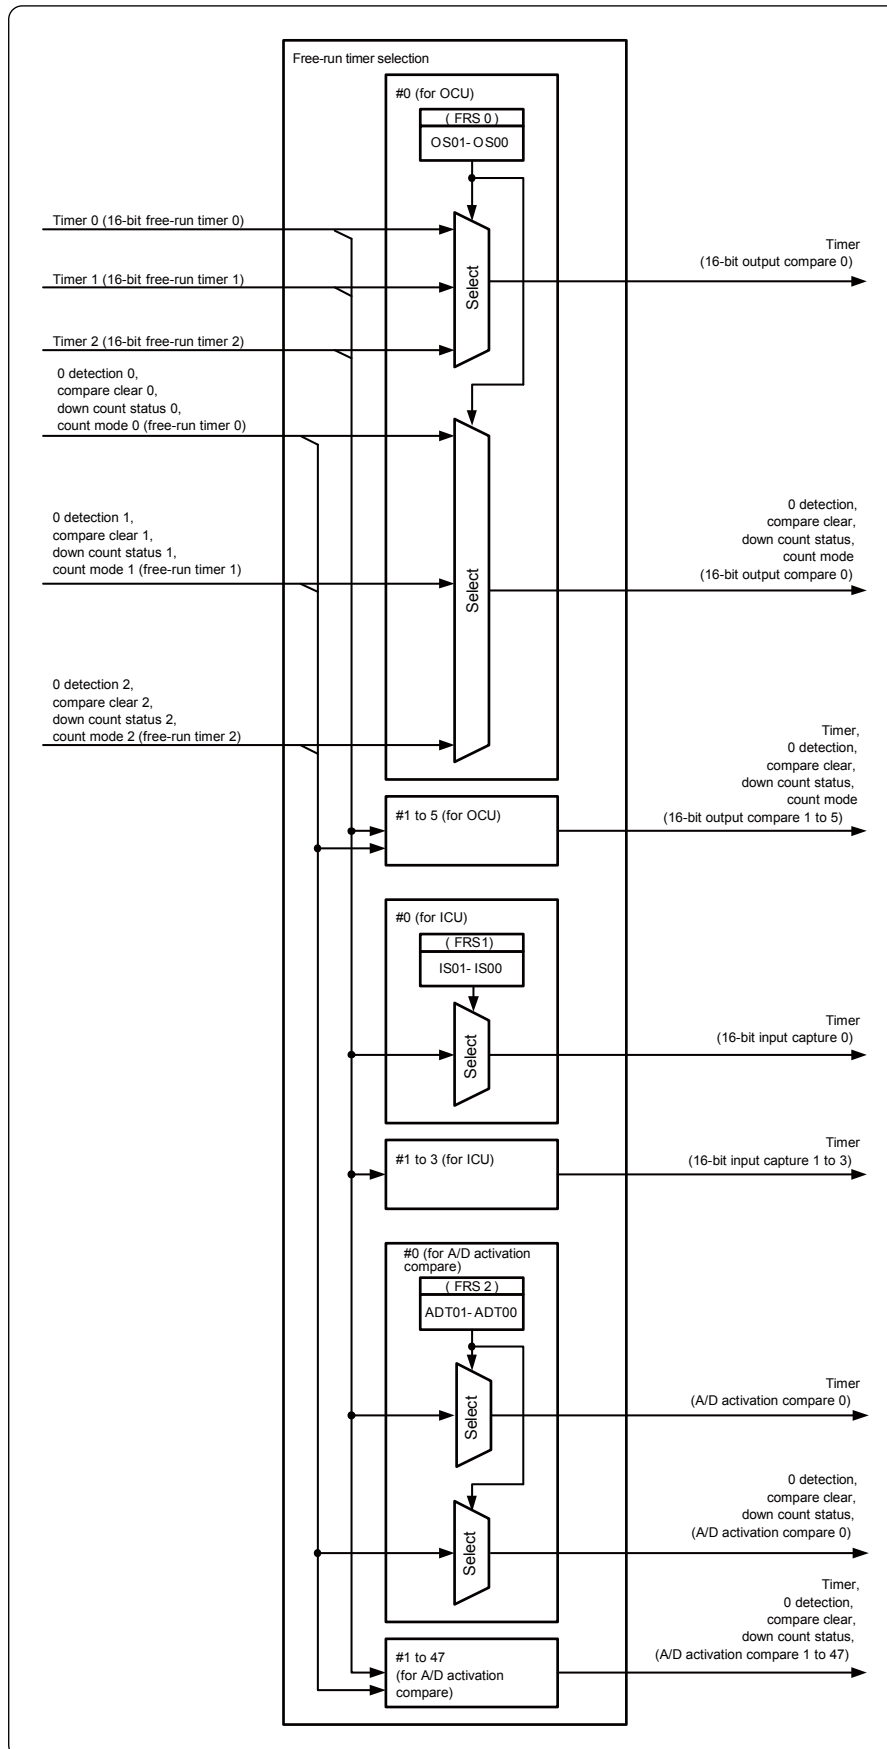 Free-run timer selection
#0 (for OCU)
( FRS 0 )
OS01- OS00
Timer 0 (16-bit free-run timer 0)
Timer 1 (16-bit free-run timer 1)
Timer 2 (16-bit free-run timer 2)
Select
Timer
(16-bit output compare 0)
0 detection 0,
compare clear 0,
down count status 0,
count mode 0 (free-run timer 0)
0 detection 1,
compare clear 1,
down count status 1,
count mode 1 (free-run timer 1)
0 detection 2,
compare clear 2,
down count status 2,
count mode 2 (free-run timer 2)
Select
0 detection,
compare clear,
down count status,
count mode
(16-bit output compare 0)
#1 to 5 (for OCU)
Timer,
0 detection,
compare clear,
down count status,
count mode
(16-bit output compare 1 to 5)
#0 (for ICU)
( FRS1)
IS01- IS00
Select
Timer
(16-bit input capture 0)
#1 to 3 (for ICU)
Timer
(16-bit input capture 1 to 3)
#0 (for A/D activation
compare)
( FRS 2 )
ADT01- ADT00
Select
Timer
(A/D activation compare 0)
Select
0 detection,
compare clear,
down count status,
(A/D activation compare 0)
#1 to 47
(for A/D activation
compare)
Timer,
0 detection,
compare clear,
down count status,
(A/D activation compare 1 to 47)